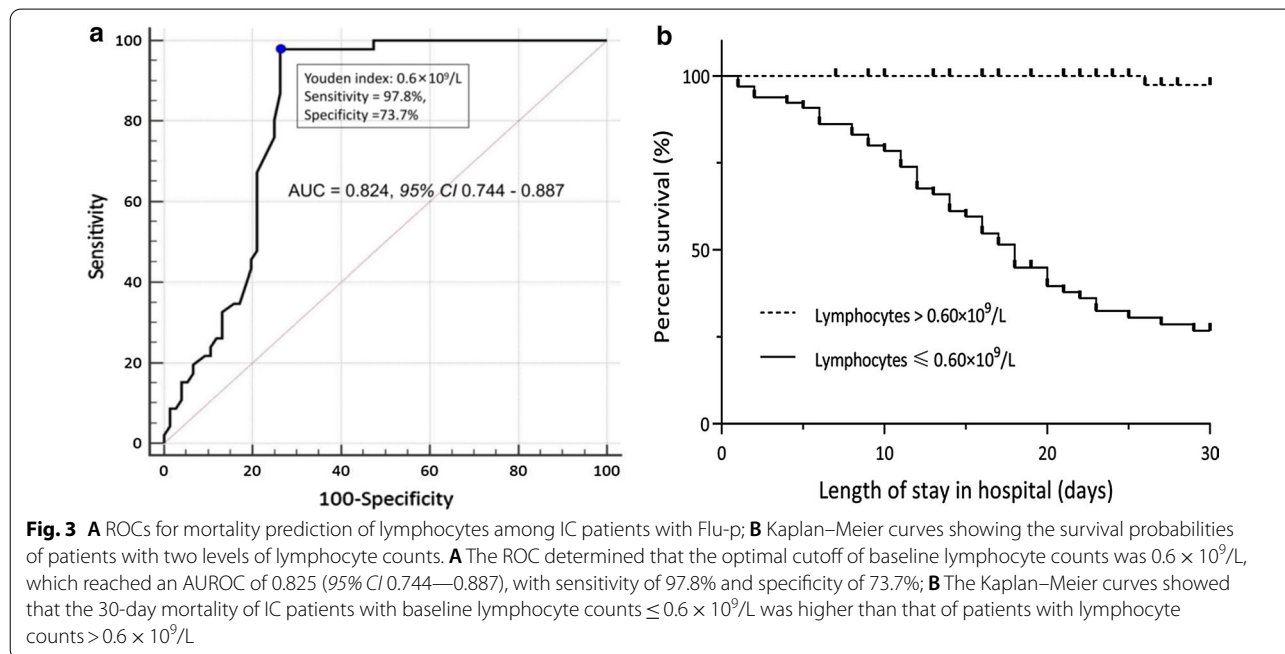 a
100
80
60
40
20
0
Sensitivity
Youden index: 0.6×10⁹/L
Sensitivity = 97.8%,
Specificity =73.7%
AUC = 0.824, 95% CI 0.744 - 0.887
0 20 40 60 80 100
100-Specificity
b
100
50
0
Percent survival (%)
Lymphocytes > 0.60×10⁹/L
Lymphocytes ⩽ 0.60×10⁹/L
0 10 20 30
Length of stay in hospital (days)
Fig. 3 A ROCs for mortality prediction of lymphocytes among IC patients with Flu-p; B Kaplan–Meier curves showing the survival probabilities
of patients with two levels of lymphocyte counts. A The ROC determined that the optimal cutoff of baseline lymphocyte counts was 0.6 × 10⁹/L,
which reached an AUROC of 0.825 (95% CI 0.744—0.887), with sensitivity of 97.8% and specificity of 73.7%; B The Kaplan–Meier curves showed
that the 30-day mortality of IC patients with baseline lymphocyte counts ≤ 0.6 × 10⁹/L was higher than that of patients with lymphocyte
counts > 0.6 × 10⁹/L